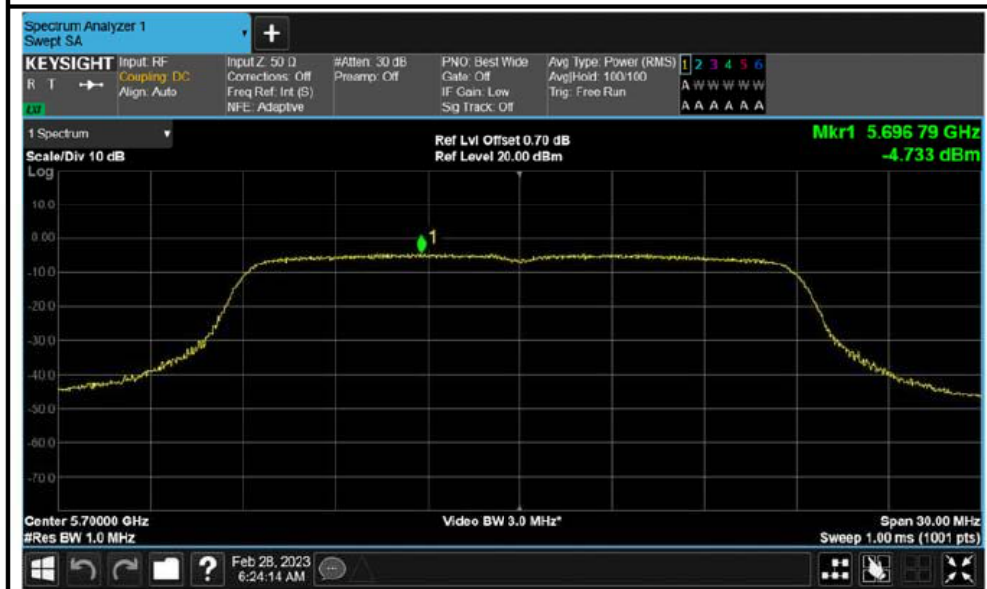 Spectrum Analyzer 1
Swept SA
+
KEYSIGHT Input: RF Input Z: 50 Ω #Atten: 30 dB PNO: Best Wide Avg Type: Power (RMS) 1 2 3 4 5 6
R T Coupling: DC Corrections: Off Preamp: Off Gate: Off Avg|Hold: 100/100 A W W W W W
Align: Auto Freq Ref: Int (S) IF Gain: Low Trig: Free Run
NFE: Adaptive Sig Track: Off A A A A A A
1 Spectrum
Ref Lvl Offset 0.70 dB Mkr1 5.696 79 GHz
Scale/Div 10 dB Ref Level 20.00 dBm -4.733 dBm
Log
10.0
0.00
1
-10.0
-20.0
-30.0
-40.0
-50.0
-60.0
-70.0
Center 5.70000 GHz Video BW 3.0 MHz* Span 30.00 MHz
#Res BW 1.0 MHz Sweep 1.00 ms (1001 pts)
? Feb 28, 2023
6:24:14 AM